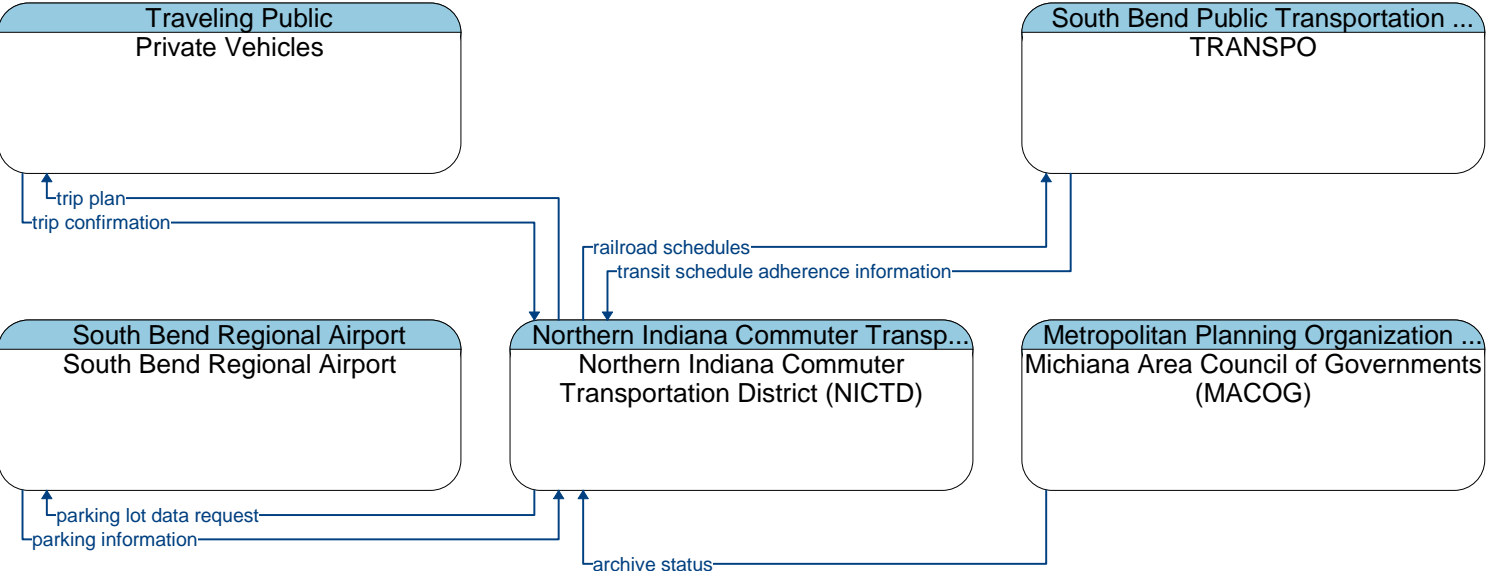 Traveling Public
Private Vehicles
South Bend Public Transportation ...
TRANSPO
trip plan
trip confirmation
railroad schedules
transit schedule adherence information
South Bend Regional Airport
South Bend Regional Airport
Northern Indiana Commuter Transp...
Northern Indiana Commuter
Transportation District (NICTD)
Metropolitan Planning Organization ...
Michiana Area Council of Governments
(MACOG)
parking lot data request
parking information
archive status